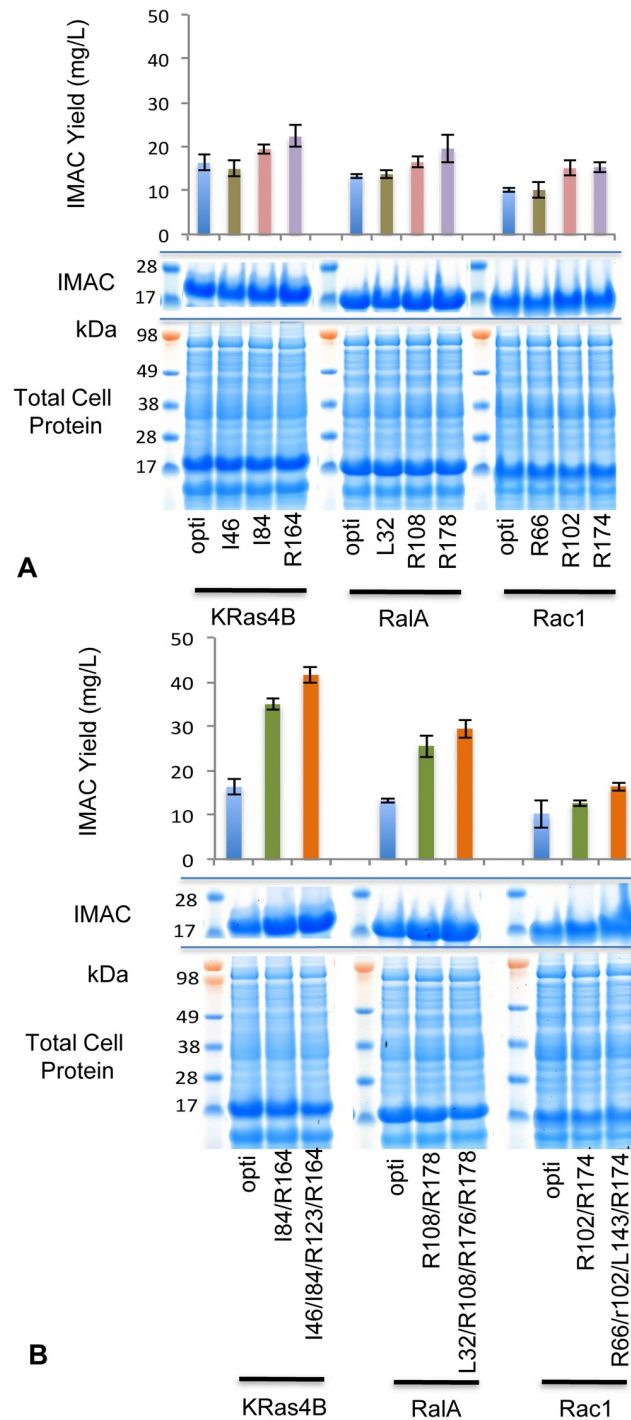 50
40
30
20
10
0
IMAC Yield (mg/L)
IMAC
28
17
kDa
98
49
38
28
17
Total Cell
Protein
opti
I46
I84
R164
opti
L32
R108
R178
opti
R66
R102
R174
A
KRas4B
RalA
Rac1
50
40
30
20
10
0
IMAC Yield (mg/L)
IMAC
28
17
kDa
98
49
38
28
17
Total Cell
Protein
opti
I84/R164
I46/I84/R123/R164
opti
R108/R178
L32/R108/R176/R178
opti
R102/R174
R66/r102/L143/R174
B
KRas4B
RalA
Rac1